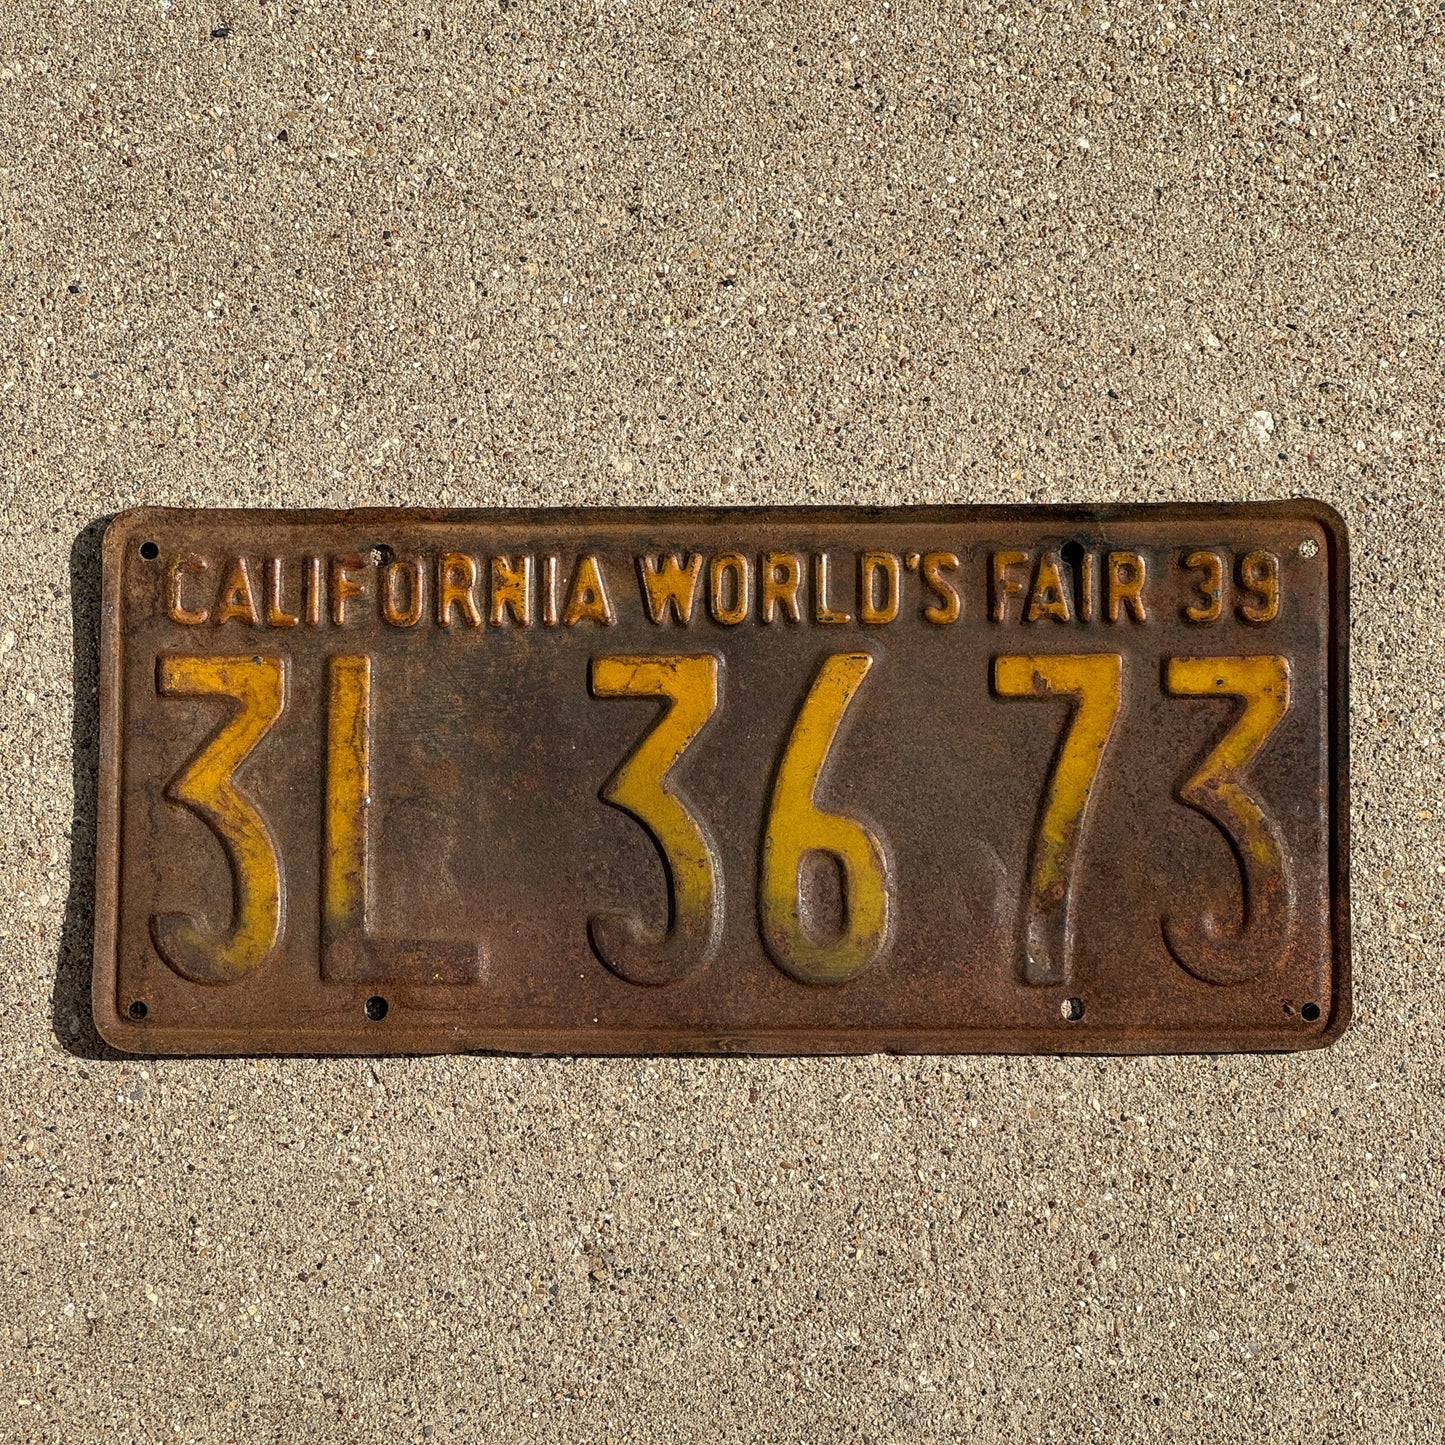 CALIFORNIA WORLD'S FAIR 39
3L 36 73